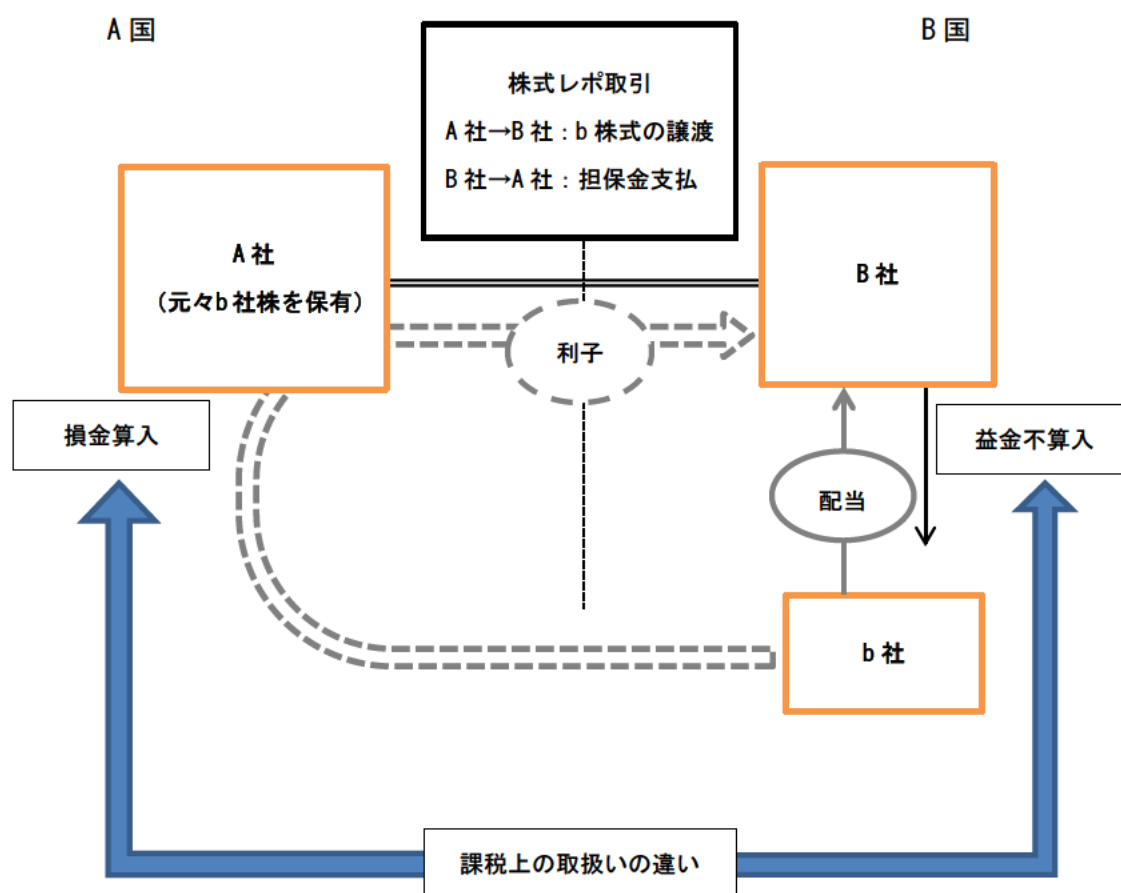 A国
B国
株式レポ取引
A社→B社：b株式の譲渡
B社→A社：担保金支払
A社
（元々b社株を保有）
B社
利子
損金算入
益金不算入
配当
b社
課税上の取扱いの違い